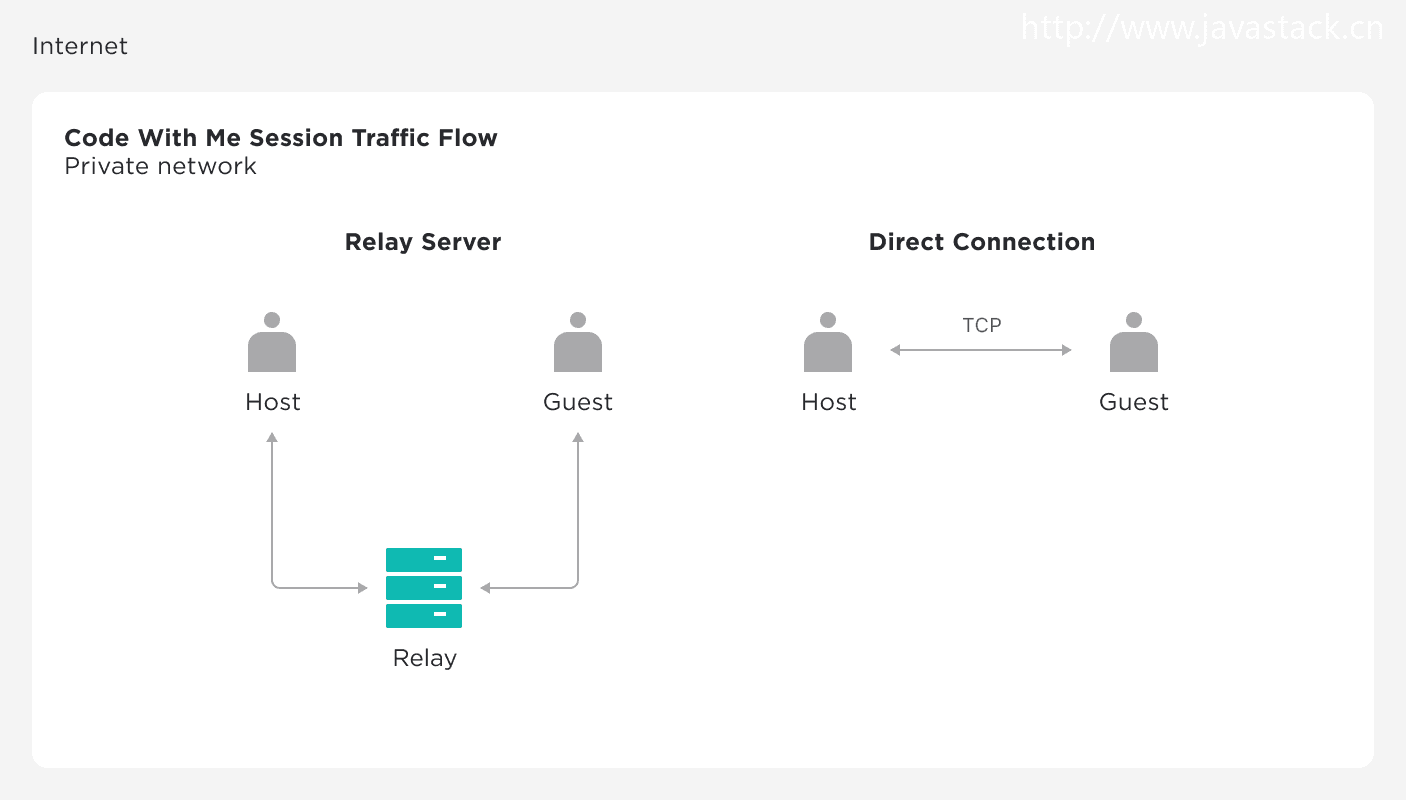 http://www.javastack.cn
Internet
Code With Me Session Traffic Flow
Private network
Relay Server
Direct Connection
TCP
Host
Guest
Host
Guest
Relay